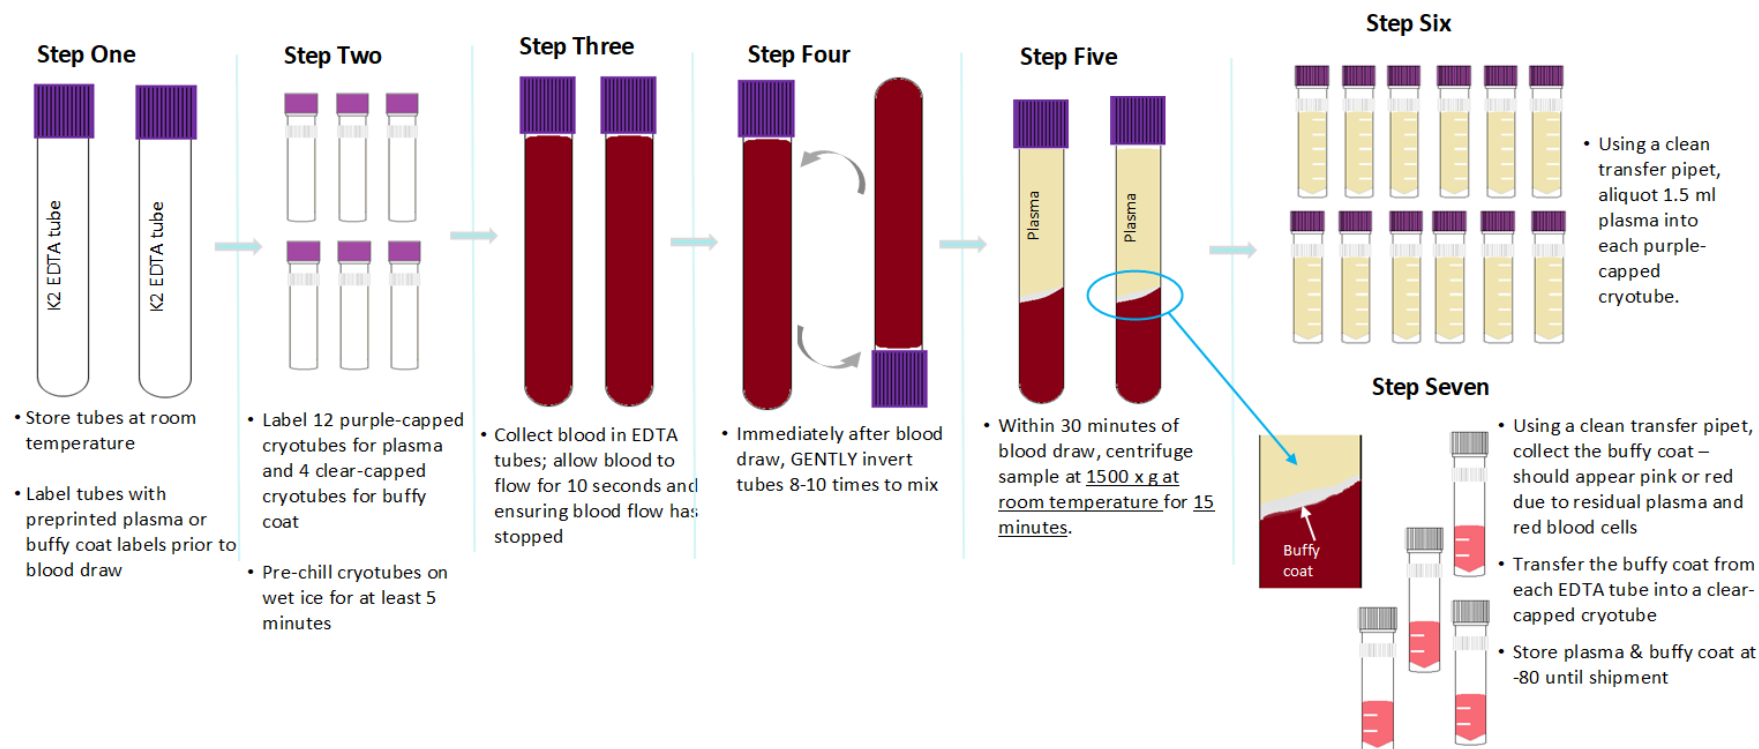 Step One
K2 EDTA tube
K2 EDTA tube
• Store tubes at room
temperature
• Label tubes with
preprinted plasma or
buffy coat labels prior to
blood draw
Step Two
• Label 12 purple-capped
cryotubes for plasma
and 4 clear-capped
cryotubes for buffy
coat
• Pre-chill cryotubes on
wet ice for at least 5
minutes
Step Three
• Collect blood in EDTA
tubes; allow blood to
flow for 10 seconds and
ensuring blood flow has
stopped
Step Four
• Immediately after blood
draw, GENTLY invert
tubes 8-10 times to mix
Step Five
Plasma
Plasma
• Within 30 minutes of
blood draw, centrifuge
sample at 1500 x g at
room temperature for 15
minutes.
Step Six
• Using a clean
transfer pipet,
aliquot 1.5 ml
plasma into
each purple-
capped
cryotube.
Step Seven
Buffy
coat
• Using a clean transfer pipet,
collect the buffy coat –
should appear pink or red
due to residual plasma and
red blood cells
• Transfer the buffy coat from
each EDTA tube into a clear-
capped cryotube
• Store plasma & buffy coat at
-80 until shipment